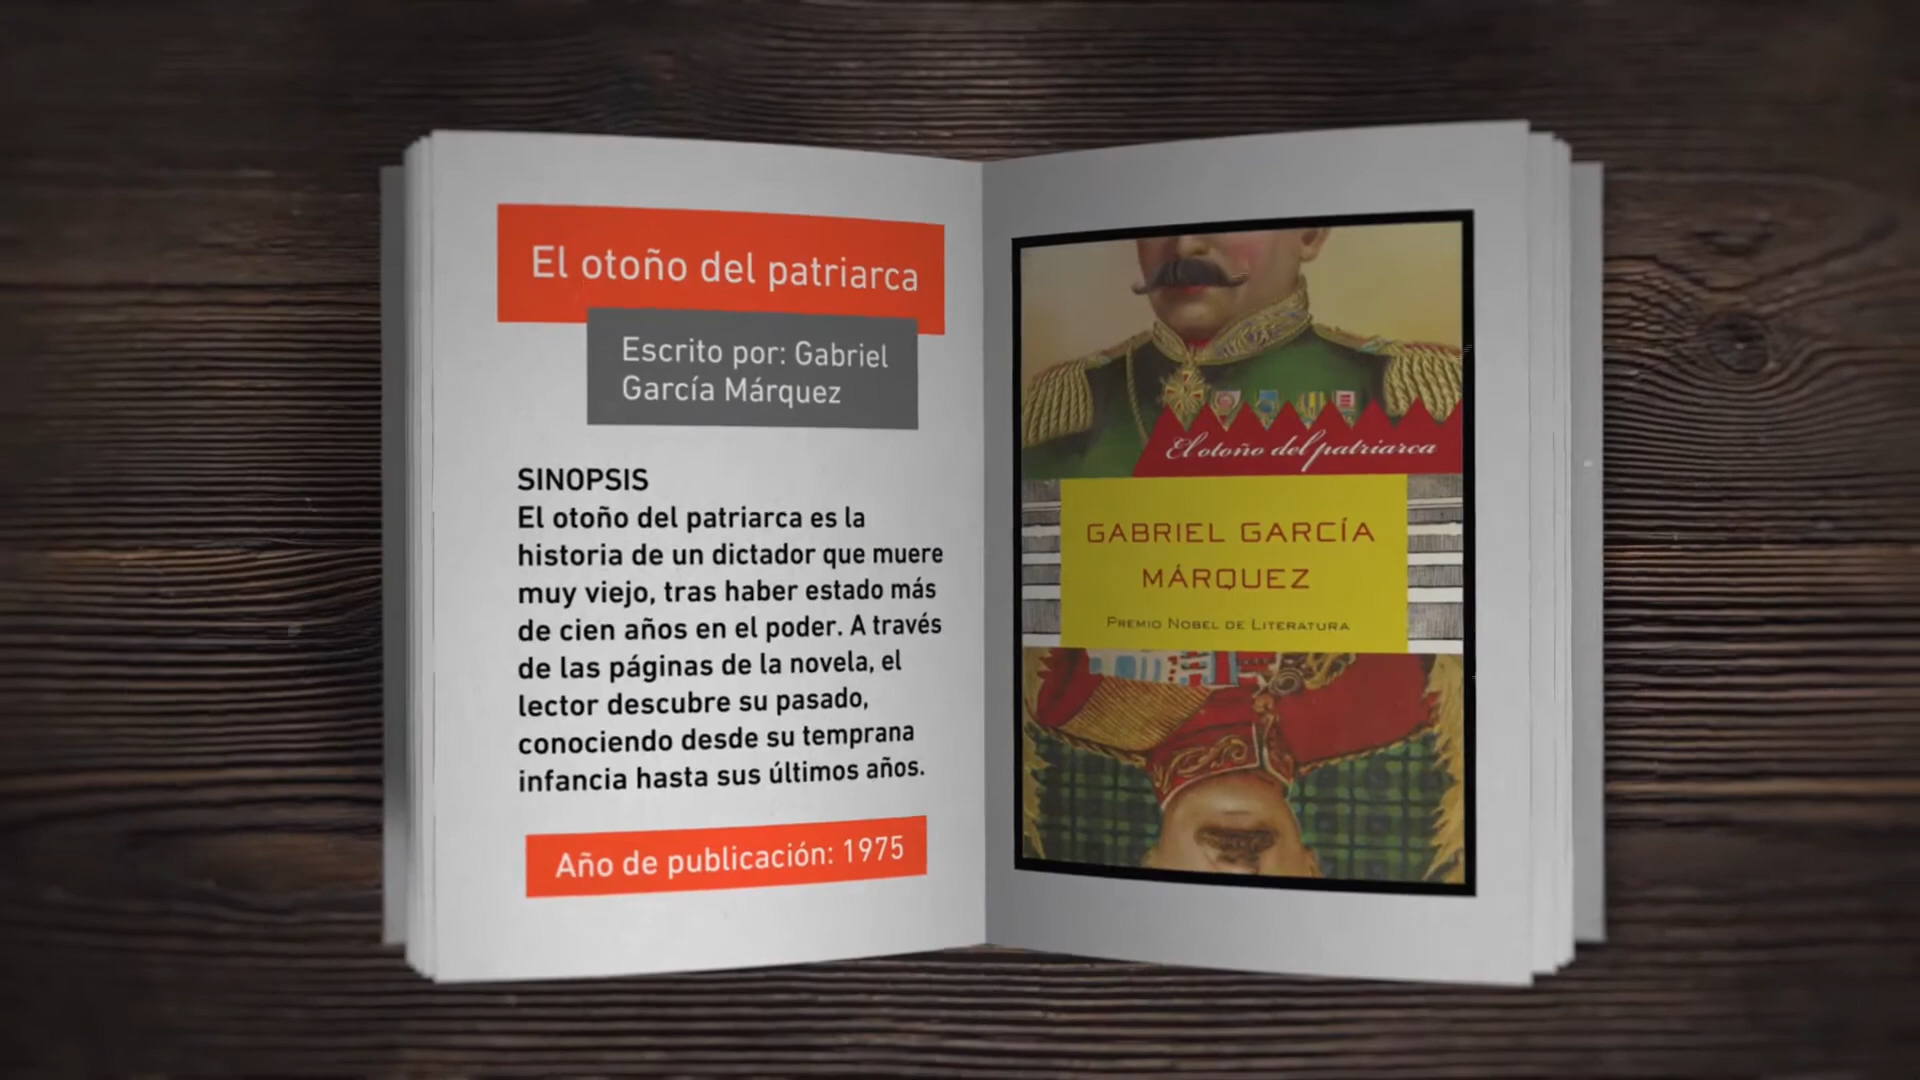 El otoño del patriarca
Escrito por: Gabriel
García Márquez
SINOPSIS
El otoño del patriarca es la
historia de un dictador que muere
muy viejo, tras haber estado más
de cien años en el poder. A través
de las páginas de la novela, el
lector descubre su pasado,
conociendo desde su temprana
infancia hasta sus últimos años.
Año de publicación: 1975
El otoño del patriarca
GABRIEL GARCÍA
MÁRQUEZ
PREMIO NOBEL DE LITERATURA